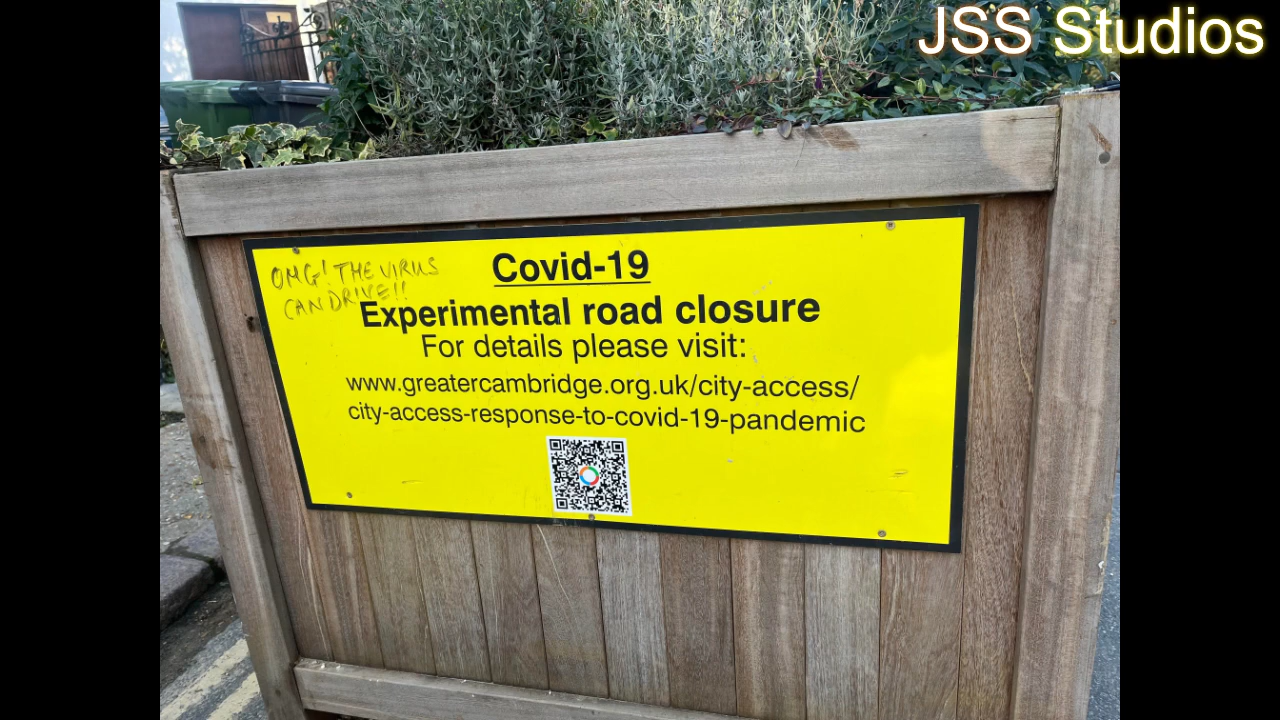 JSS Studios
OMG! THE VIRUS
CAN DRIVE!!
Covid-19
Experimental road closure
For details please visit:
www.greatercambridge.org.uk/city-access/
city-access-response-to-covid-19-pandemic